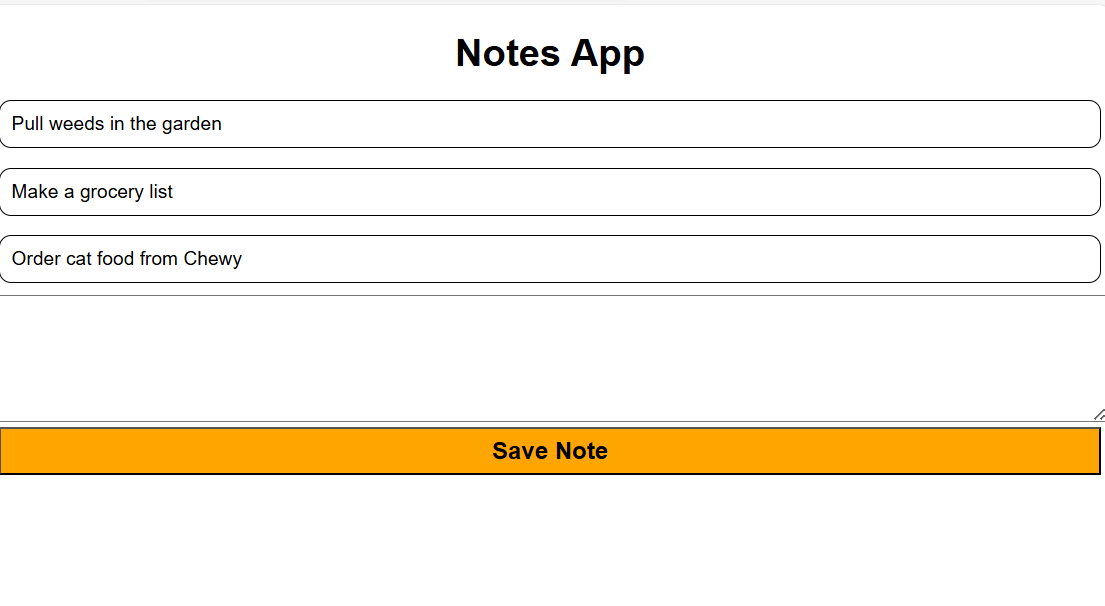 Notes App
Pull weeds in the garden
Make a grocery list
Order cat food from Chewy
Save Note